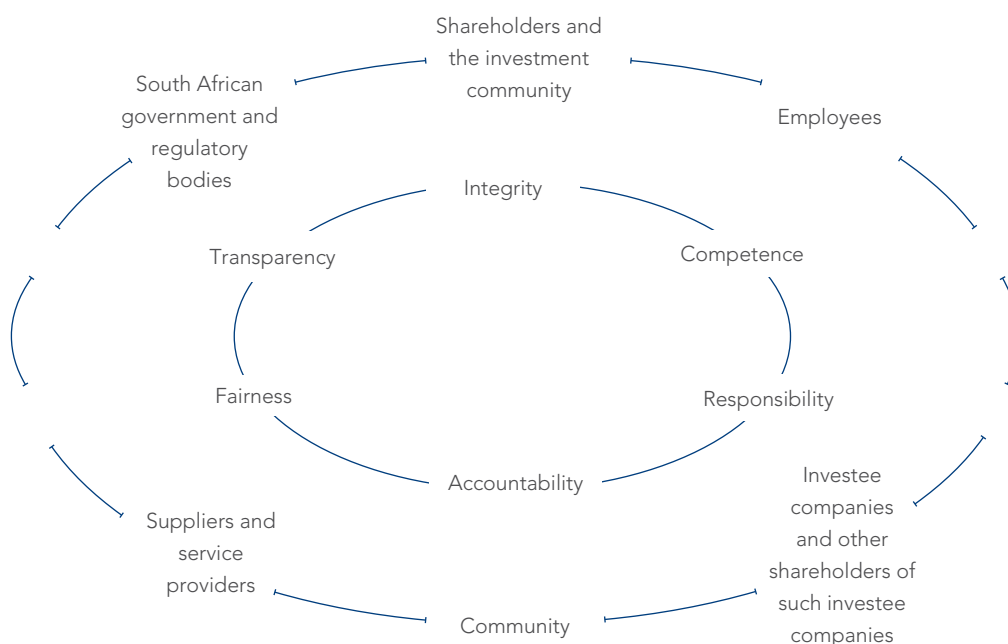 Shareholders and
the investment
community
South African
government and
regulatory
bodies
Employees
Integrity
Transparency
Competence
Fairness
Responsibility
Accountability
Suppliers and
service
providers
Investee
companies
and other
shareholders of
such investee
companies
Community